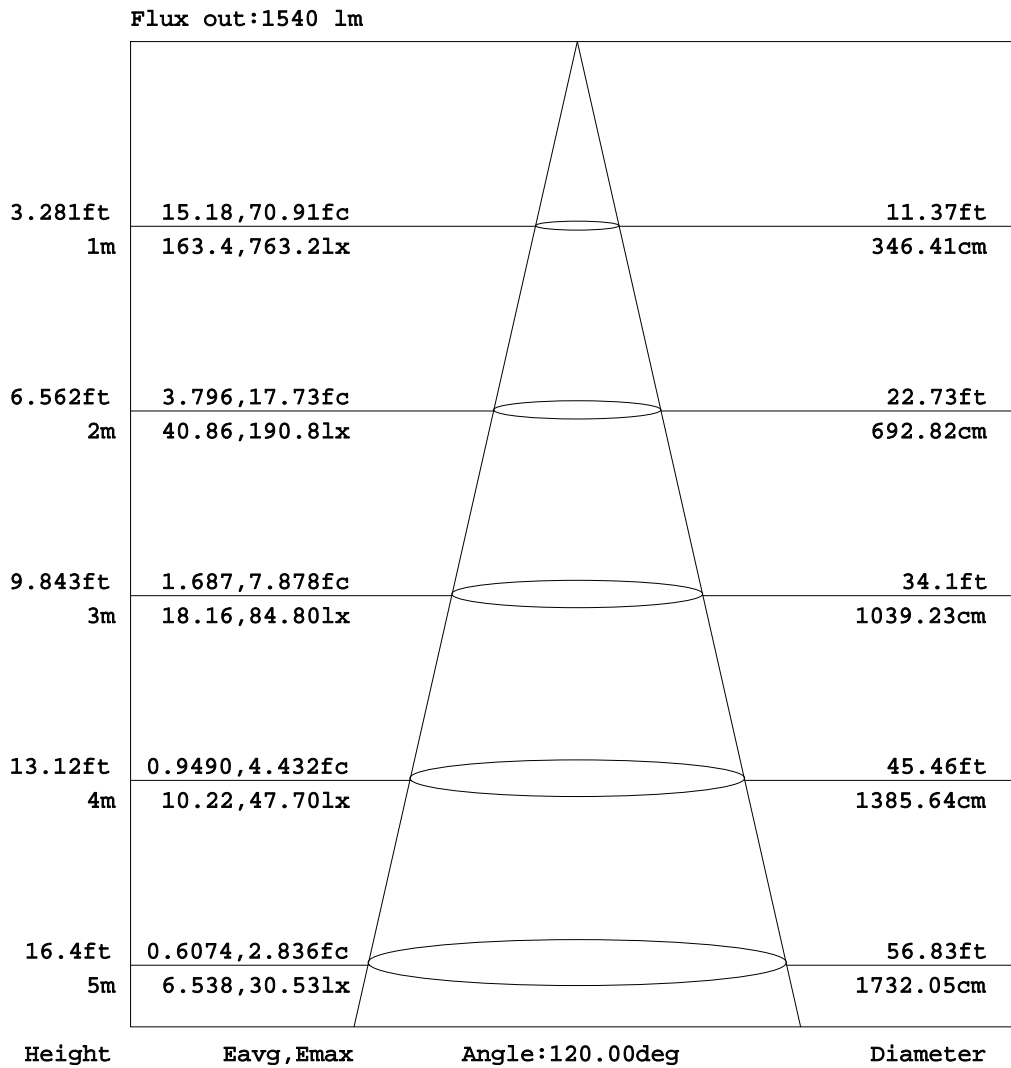 Flux out:1540 lm
3.281ft 15.18,70.91fc 11.37ft
1m 163.4,763.2lx 346.41cm
6.562ft 3.796,17.73fc 22.73ft
2m 40.86,190.8lx 692.82cm
9.843ft 1.687,7.878fc 34.1ft
3m 18.16,84.80lx 1039.23cm
13.12ft 0.9490,4.432fc 45.46ft
4m 10.22,47.70lx 1385.64cm
16.4ft 0.6074,2.836fc 56.83ft
5m 6.538,30.53lx 1732.05cm
Height Eavg,Emax Angle:120.00deg Diameter